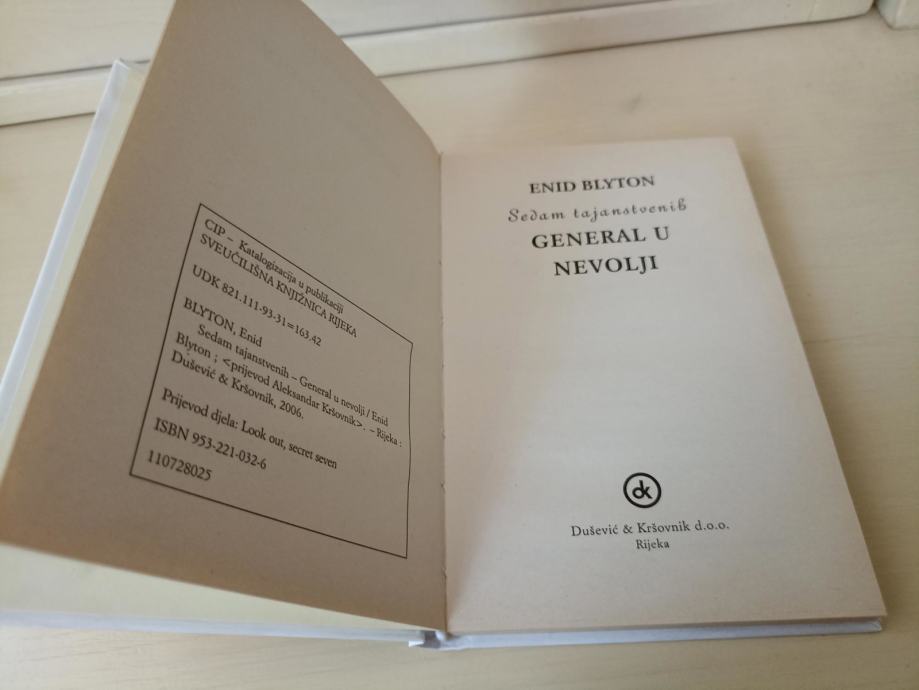 CIP – Katalogizacija u publikaciji
SVEUČILIŠNA KNJIŽNICA RIJEKA
UDK 821.111-93-31=163.42
BLYTON, Enid
Sedam tajanstvenih – General u nevolji / Enid
Blyton ; <prijevod Aleksandar Kršovnik>. – Rijeka :
Dušević & Kršovnik, 2006.
Prijevod djela: Look out, secret seven
ISBN 953-221-032-6
110728025
ENID BLYTON
Sedam tajanstvenih
GENERAL U
NEVOLJI
dk
Dušević & Kršovnik d.o.o.
Rijeka